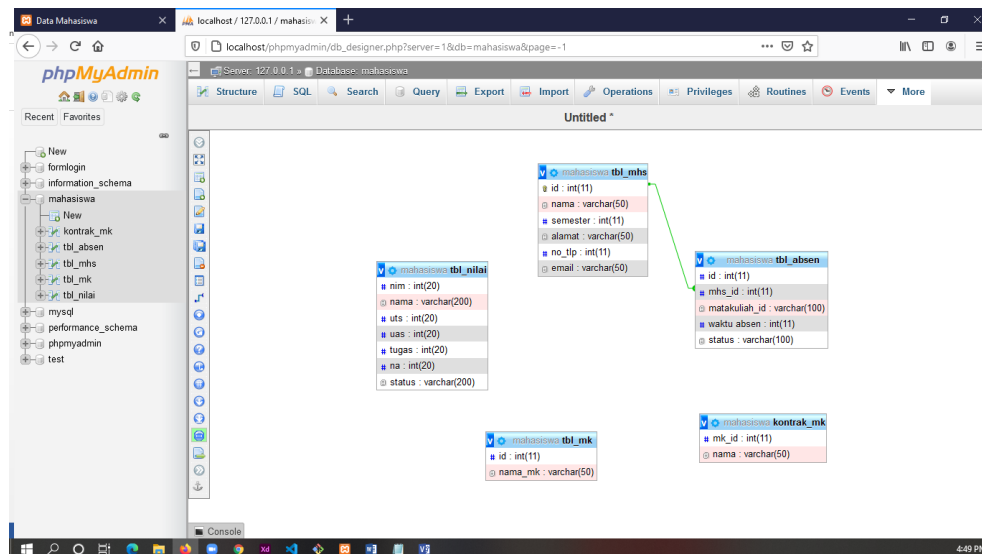 Data Mahasiswa
localhost / 127.0.0.1 / mahasisw
localhost/phpmyadmin/db_designer.php?server=1&db=mahasiswa&page=-1
phpMyAdmin
Recent Favorites
New
formlogin
information_schema
mahasiswa
New
kontrak_mk
tbl_absen
tbl_mhs
tbl_mk
tbl_nilai
mysql
performance_schema
phpmyadmin
test
Server: 127.0.0.1 » Database: mahasiswa
Structure SQL Search Query Export Import Operations Privileges Routines Events More
Untitled *
mahasiswa tbl_mhs
id : int(11)
nama : varchar(50)
semester : int(11)
alamat : varchar(50)
no_tlp : int(11)
email : varchar(50)
mahasiswa tbl_absen
id : int(11)
mhs_id : int(11)
matakuliah_id : varchar(100)
waktu absen : int(11)
status : varchar(100)
mahasiswa tbl_nilai
nim : int(20)
nama : varchar(200)
uts : int(20)
uas : int(20)
tugas : int(20)
na : int(20)
status : varchar(200)
mahasiswa tbl_mk
id : int(11)
nama_mk : varchar(50)
mahasiswa kontrak_mk
mk_id : int(11)
nama : varchar(50)
Console
4:49 PM